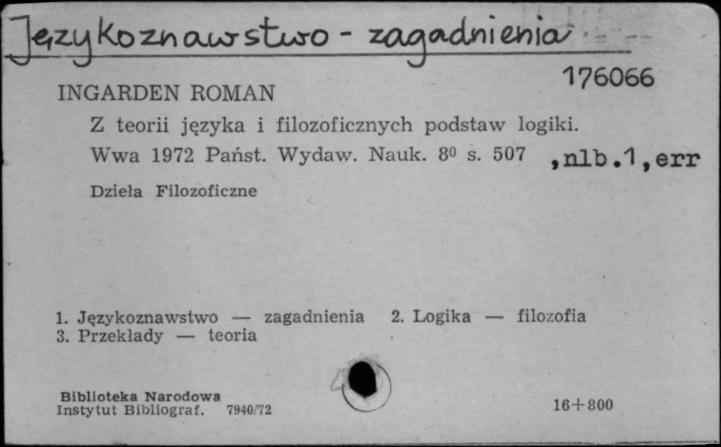 Językoznawstwo - zagadnienia
176066
INGARDEN ROMAN
Z teorii języka i filozoficznych podstaw logiki.
Wwa 1972 Państ. Wydaw. Nauk. 8⁰ s. 507 ,nlb.1,err
Dzieła Filozoficzne
1. Językoznawstwo — zagadnienia 2. Logika — filozofia
3. Przekłady — teoria
Biblioteka Narodowa
Instytut Bibliograf. 7940/72
16+800